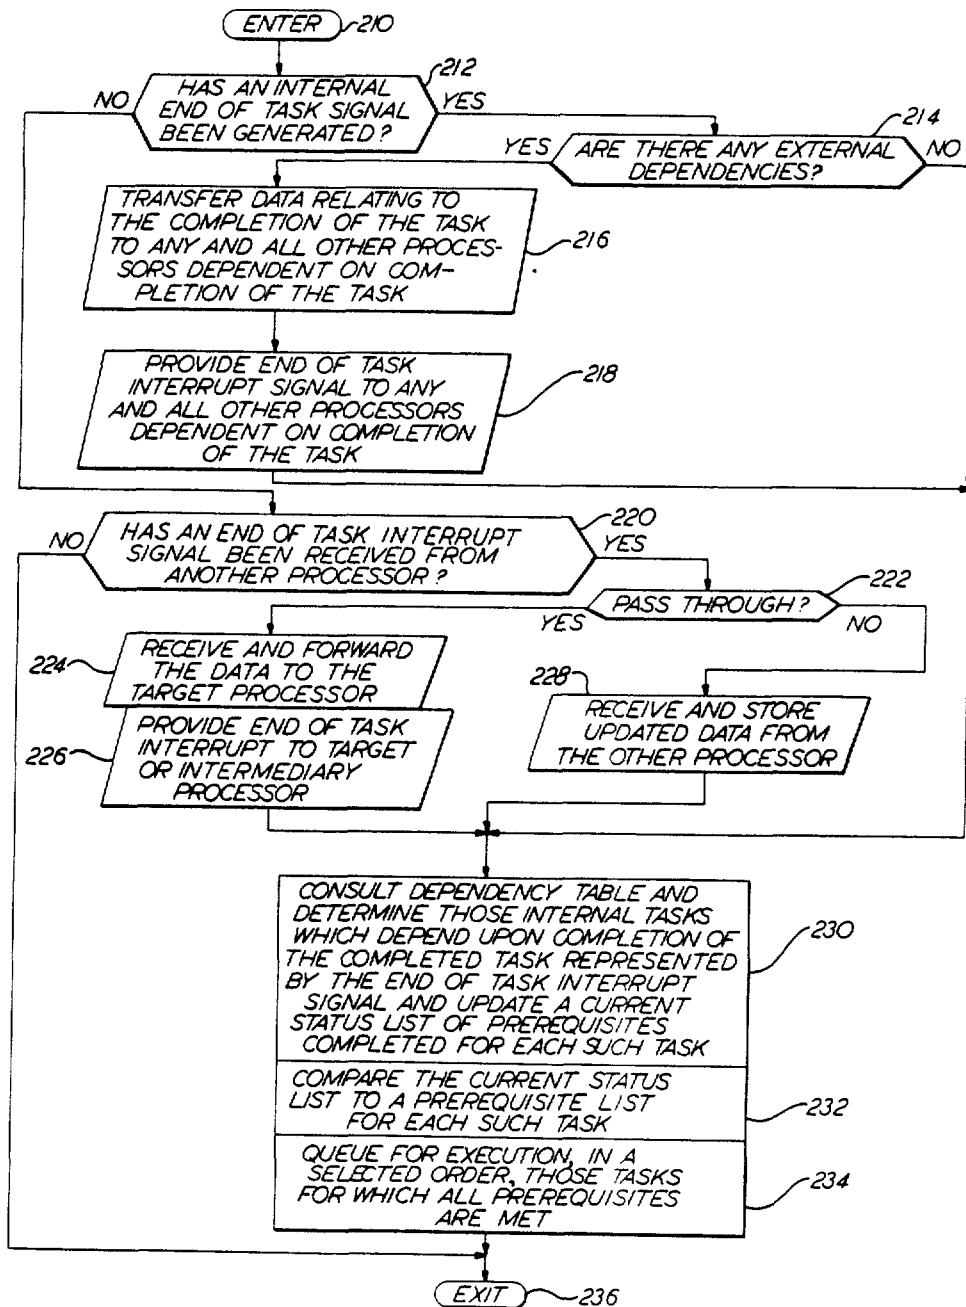 ENTER
210
HAS AN INTERNAL
END OF TASK SIGNAL
BEEN GENERATED?
212
NO
YES
ARE THERE ANY EXTERNAL
DEPENDENCIES?
214
YES
NO
TRANSFER DATA RELATING TO
THE COMPLETION OF THE TASK
TO ANY AND ALL OTHER PROCES-
SORS DEPENDENT ON COM-
PLETION OF THE TASK
216
PROVIDE END OF TASK
INTERRUPT SIGNAL TO ANY
AND ALL OTHER PROCESSORS
DEPENDENT ON COMPLETION
OF THE TASK
218
HAS AN END OF TASK INTERRUPT
SIGNAL BEEN RECEIVED FROM
ANOTHER PROCESSOR?
220
NO
YES
PASS THROUGH?
222
YES
NO
RECEIVE AND FORWARD
THE DATA TO THE
TARGET PROCESSOR
224
PROVIDE END OF TASK
INTERRUPT TO TARGET
OR INTERMEDIARY
PROCESSOR
226
228
RECEIVE AND STORE
UPDATED DATA FROM
THE OTHER PROCESSOR
CONSULT DEPENDENCY TABLE AND
DETERMINE THOSE INTERNAL TASKS
WHICH DEPEND UPON COMPLETION OF
THE COMPLETED TASK REPRESENTED
BY THE END OF TASK INTERRUPT
SIGNAL AND UPDATE A CURRENT
STATUS LIST OF PREREQUISITES
COMPLETED FOR EACH SUCH TASK
230
COMPARE THE CURRENT STATUS
LIST TO A PREREQUISITE LIST
FOR EACH SUCH TASK
232
QUEUE FOR EXECUTION, IN A
SELECTED ORDER, THOSE TASKS
FOR WHICH ALL PREREQUISITES
ARE MET
234
EXIT
236